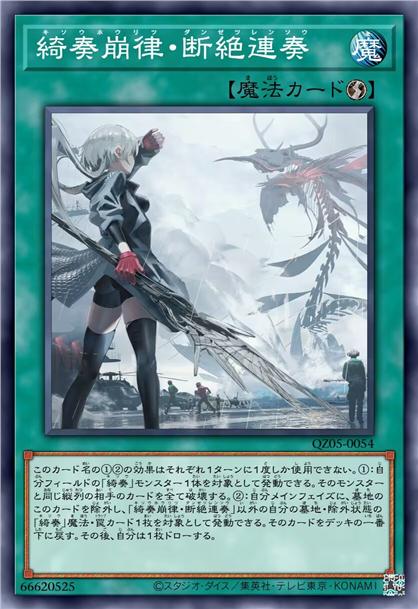 キソウホウリツ ダンゼツレンソウ
綺奏崩律・断絶連奏
魔
【魔法カード】
QZ05-0054
このカード名の①②の効果はそれぞれ1ターンに1度しか使用できない。①:自
分フィールドの「綺奏」モンスター1体を対象として発動できる。そのモンスター
と同じ縦列の相手のカードを全て破壊する。②:自分メインフェイズに、墓地の
このカードを除外し、「綺奏崩律・断絶連奏」以外の自分の墓地・除外状態の
「綺奏」魔法・罠カード1枚を対象として発動できる。そのカードをデッキの一番
下に戻す。その後、自分は1枚ドローする。
66620525
©スタジオ・ダイス/集英社・テレビ東京・KONAMI